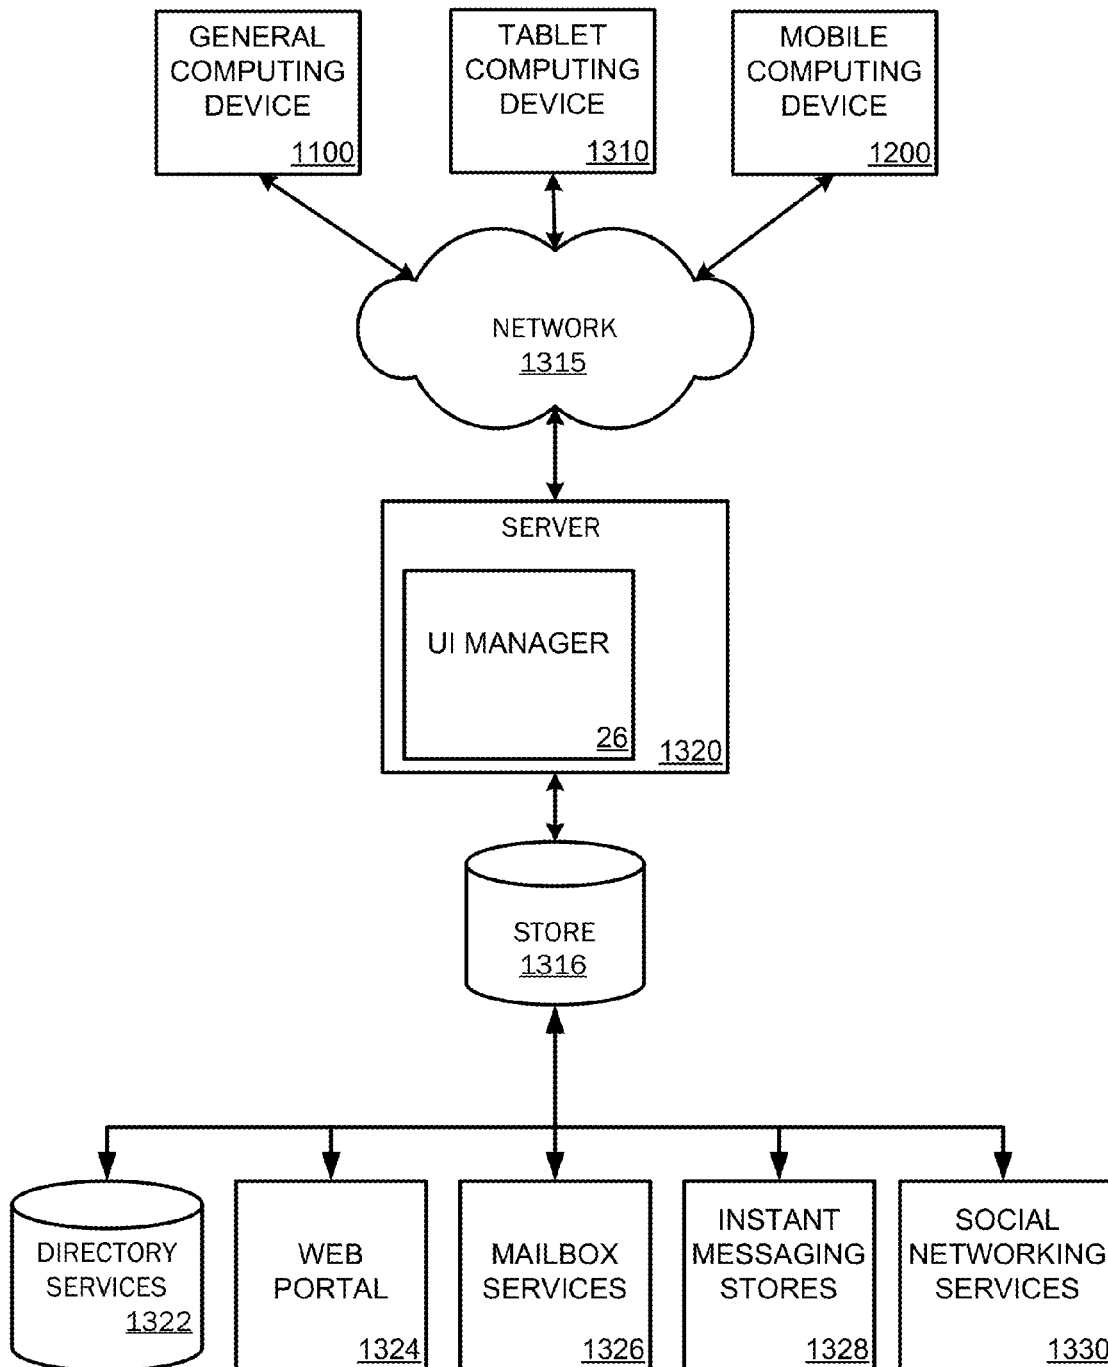 GENERAL
COMPUTING
DEVICE
1100
TABLET
COMPUTING
DEVICE
1310
MOBILE
COMPUTING
DEVICE
1200
NETWORK
1315
SERVER
UI MANAGER
26
1320
STORE
1316
DIRECTORY
SERVICES
1322
WEB
PORTAL
1324
MAILBOX
SERVICES
1326
INSTANT
MESSAGING
STORES
1328
SOCIAL
NETWORKING
SERVICES
1330